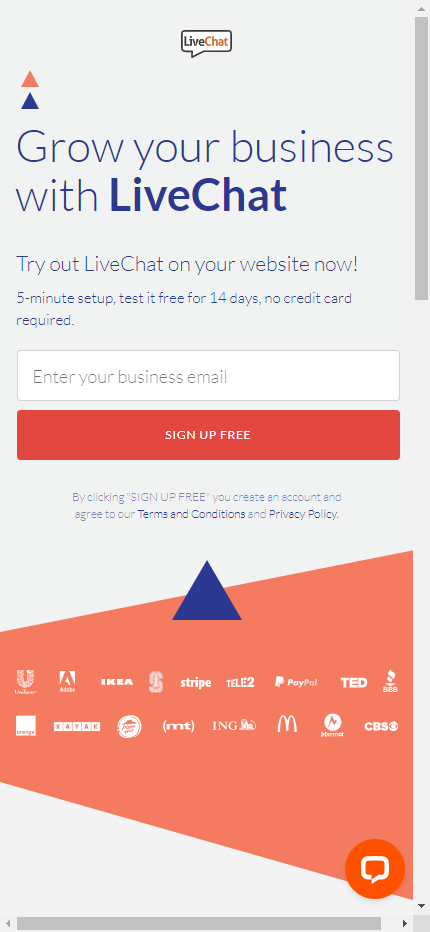 LiveChat
Grow your business
with LiveChat
Try out LiveChat on your website now!
5-minute setup, test it free for 14 days, no credit card
required.
Enter your business email
SIGN UP FREE
By clicking "SIGN UP FREE" you create an account and
agree to our Terms and Conditions and Privacy Policy.
Unilever Adobe IKEA S stripe TELE2 PayPal TED BBB
orange KAYAK Pizza Hut (mt) ING M Marmot CBS